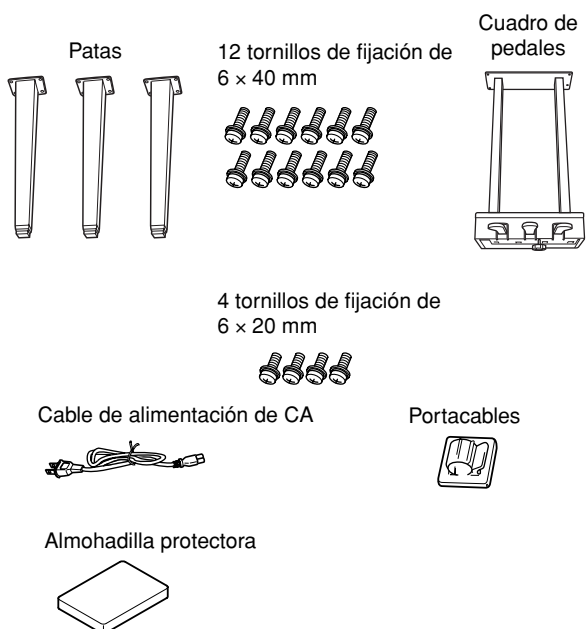 Patas
12 tornillos de fijación de
6 × 40 mm
Cuadro de
pedales
4 tornillos de fijación de
6 × 20 mm
Cable de alimentación de CA
Portacables
Almohadilla protectora